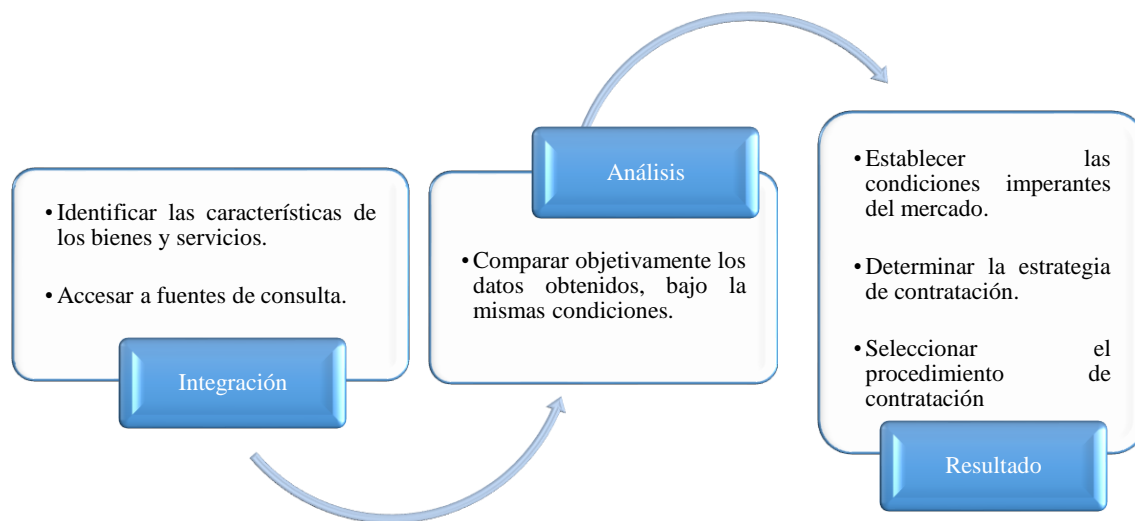 • Identificar las características de
los bienes y servicios.
• Accesar a fuentes de consulta.
Integración
Análisis
• Comparar objetivamente los
datos obtenidos, bajo la
mismas condiciones.
• Establecer las
condiciones imperantes
del mercado.
• Determinar la estrategia
de contratación.
• Seleccionar el
procedimiento de
contratación
Resultado